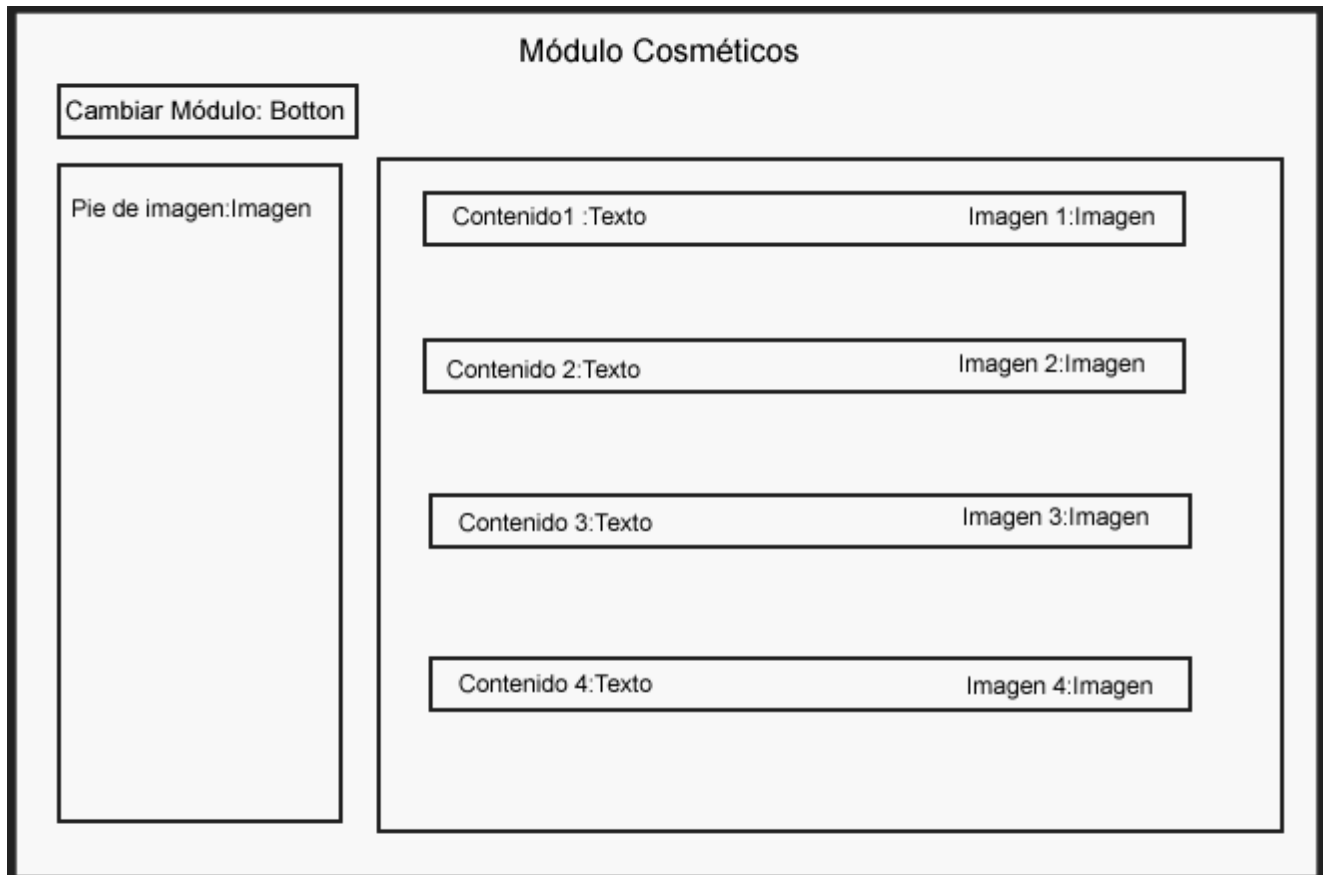 Módulo Cosméticos
Cambiar Módulo: Botton
Pie de imagen:Imagen
Contenido1 :Texto Imagen 1:Imagen
Contenido 2:Texto Imagen 2:Imagen
Contenido 3:Texto Imagen 3:Imagen
Contenido 4:Texto Imagen 4:Imagen